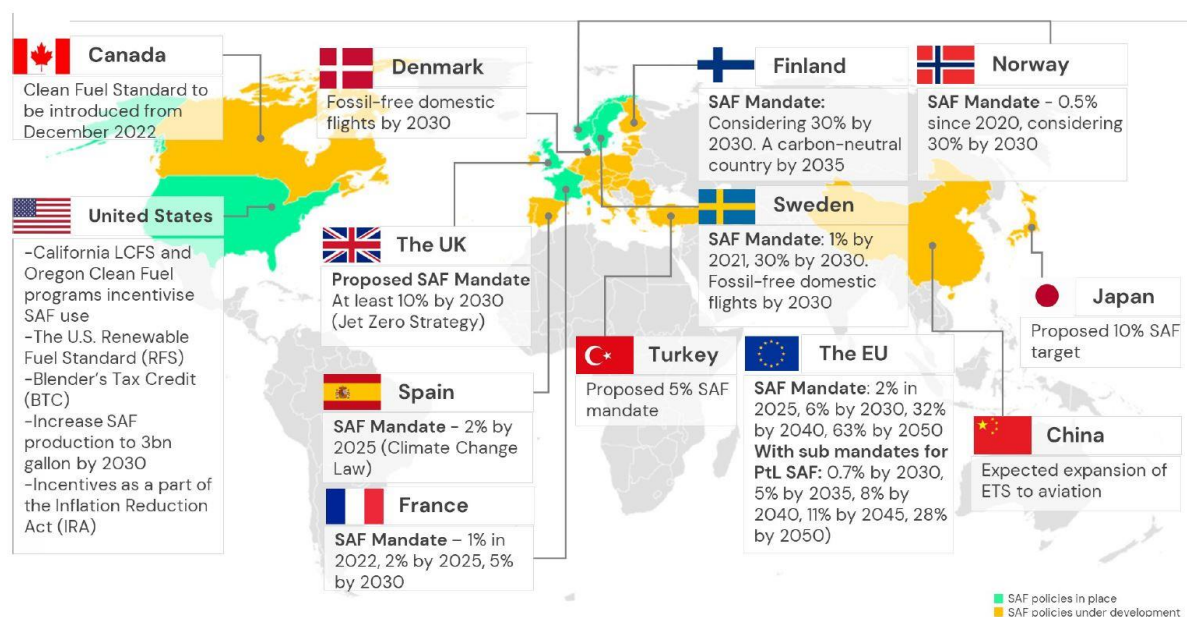 Canada
Clean Fuel Standard to
be introduced from
December 2022
United States
-California LCFS and
Oregon Clean Fuel
programs incentivise
SAF use
-The U.S. Renewable
Fuel Standard (RFS)
-Blender's Tax Credit
(BTC)
-Increase SAF
production to 3bn
gallon by 2030
-Incentives as a part of
the Inflation Reduction
Act (IRA)
Denmark
Fossil-free domestic
flights by 2030
The UK
Proposed SAF Mandate
At least 10% by 2030
(Jet Zero Strategy)
Spain
SAF Mandate - 2% by
2025 (Climate Change
Law)
France
SAF Mandate – 1% in
2022, 2% by 2025, 5%
by 2030
Finland
SAF Mandate:
Considering 30% by
2030. A carbon-neutral
country by 2035
Norway
SAF Mandate - 0.5%
since 2020, considering
30% by 2030
Sweden
SAF Mandate: 1% by
2021, 30% by 2030.
Fossil-free domestic
flights by 2030
Turkey
Proposed 5% SAF
mandate
The EU
SAF Mandate: 2% in
2025, 6% by 2030, 32%
by 2040, 63% by 2050
With sub mandates for
PtL SAF: 0.7% by 2030,
5% by 2035, 8% by
2040, 11% by 2045, 28%
by 2050)
Japan
Proposed 10% SAF
target
China
Expected expansion of
ETS to aviation
SAF policies in place
SAF policies under development